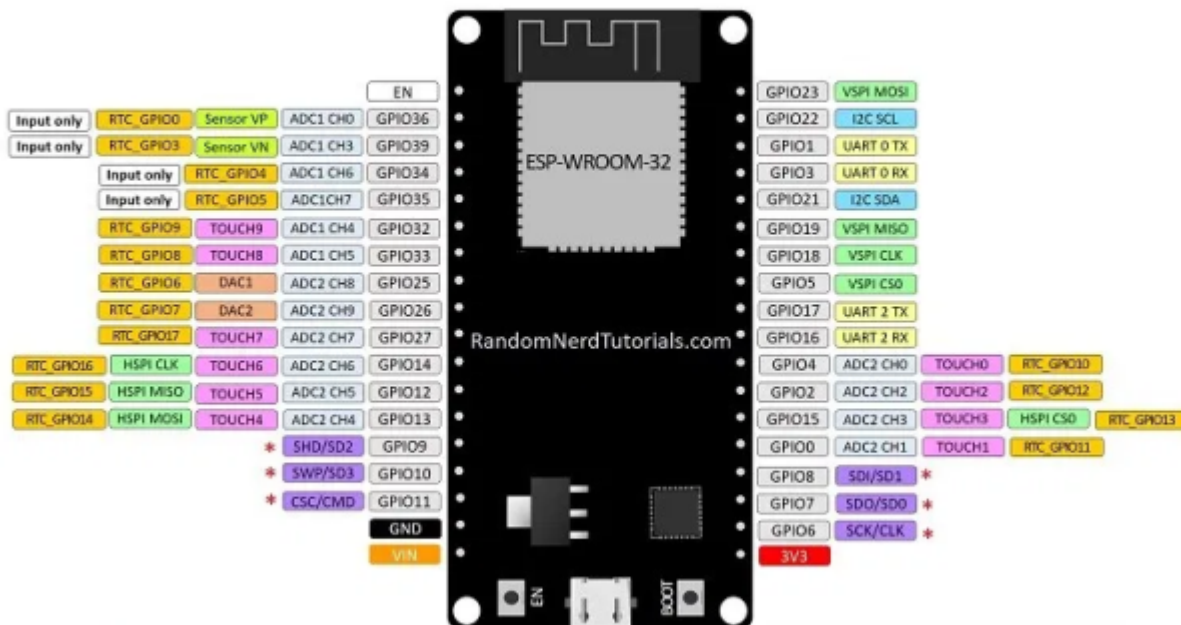 EN
Input only RTC_GPIO0 Sensor VP ADC1 CH0 GPIO36
Input only RTC_GPIO3 Sensor VN ADC1 CH3 GPIO39
Input only RTC_GPIO4 ADC1 CH6 GPIO34
Input only RTC_GPIO5 ADC1CH7 GPIO35
RTC_GPIO9 TOUCH9 ADC1 CH4 GPIO32
RTC_GPIO8 TOUCH8 ADC1 CH5 GPIO33
RTC_GPIO6 DAC1 ADC2 CH8 GPIO25
RTC_GPIO7 DAC2 ADC2 CH9 GPIO26
RTC_GPIO17 TOUCH7 ADC2 CH7 GPIO27
RTC_GPIO16 HSPI CLK TOUCH6 ADC2 CH6 GPIO14
RTC_GPIO15 HSPI MISO TOUCH5 ADC2 CH5 GPIO12
RTC_GPIO14 HSPI MOSI TOUCH4 ADC2 CH4 GPIO13
* SHD/SD2 GPIO9
* SWP/SD3 GPIO10
* CSC/CMD GPIO11
GND
VIN
ESP-WROOM-32
RandomNerdTutorials.com
EN
BOOT
GPIO23 VSPI MOSI
GPIO22 I2C SCL
GPIO1 UART 0 TX
GPIO3 UART 0 RX
GPIO21 I2C SDA
GPIO19 VSPI MISO
GPIO18 VSPI CLK
GPIO5 VSPI CS0
GPIO17 UART 2 TX
GPIO16 UART 2 RX
GPIO4 ADC2 CH0 TOUCH0 RTC_GPIO10
GPIO2 ADC2 CH2 TOUCH2 RTC_GPIO12
GPIO15 ADC2 CH3 TOUCH3 HSPI CS0 RTC_GPIO13
GPIO0 ADC2 CH1 TOUCH1 RTC_GPIO11
GPIO8 SDI/SD1 *
GPIO7 SDO/SD0 *
GPIO6 SCK/CLK *
3V3